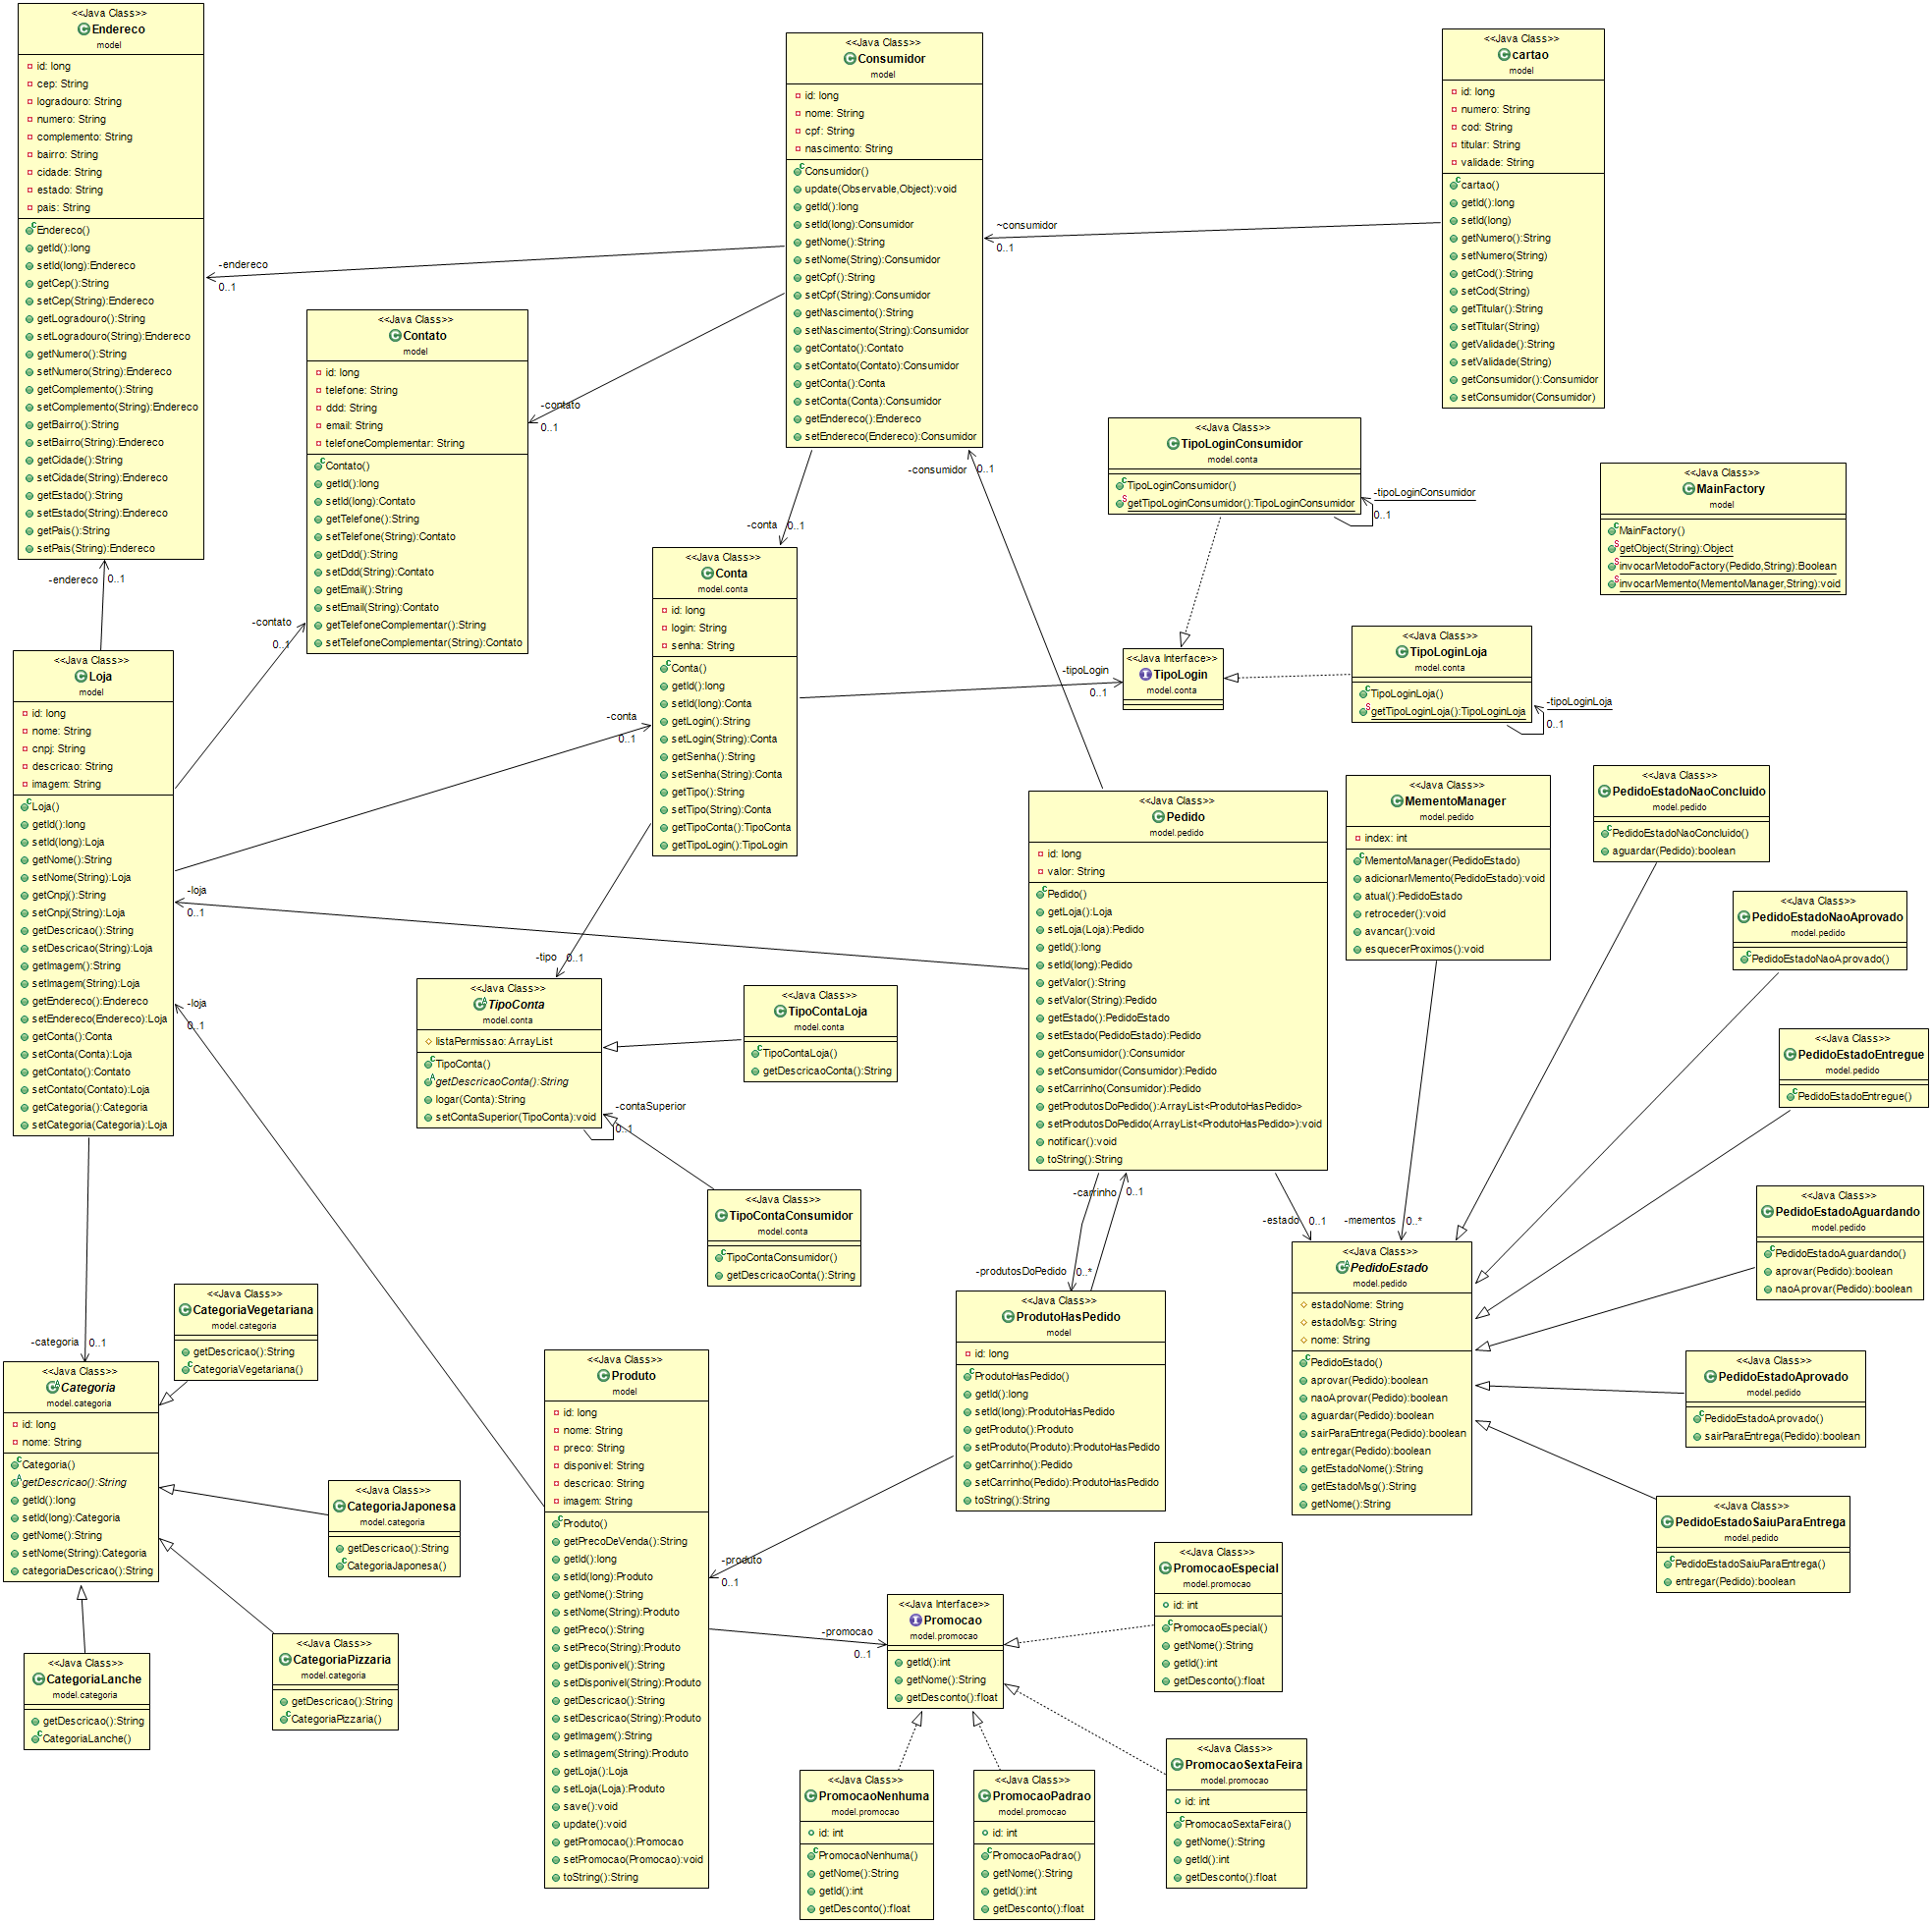 <<Java Class>>
Endereco
model
id: long
cep: String
logradouro: String
numero: String
complemento: String
bairro: String
cidade: String
estado: String
pais: String
Endereco()
getId():long
setId(long):Endereco
getCep():String
setCep(String):Endereco
getLogradouro():String
setLogradouro(String):Endereco
getNumero():String
setNumero(String):Endereco
getComplemento():String
setComplemento(String):Endereco
getBairro():String
setBairro(String):Endereco
getCidade():String
setCidade(String):Endereco
getEstado():String
setEstado(String):Endereco
getPais():String
setPais(String):Endereco
<<Java Class>>
Consumidor
model
id: long
nome: String
cpf: String
nascimento: String
Consumidor()
update(Observable,Object):void
getId():long
setId(long):Consumidor
getNome():String
setNome(String):Consumidor
getCpf():String
setCpf(String):Consumidor
getNascimento():String
setNascimento(String):Consumidor
getContato():Contato
setContato(Contato):Consumidor
getConta():Conta
setConta(Conta):Consumidor
getEndereco():Endereco
setEndereco(Endereco):Consumidor
<<Java Class>>
cartao
model
id: long
numero: String
cod: String
titular: String
validade: String
cartao()
getId():long
setId(long)
getNumero():String
setNumero(String)
getCod():String
setCod(String)
getTitular():String
setTitular(String)
getValidade():String
setValidade(String)
getConsumidor():Consumidor
setConsumidor(Consumidor)
~consumidor
0..1
-endereco
0..1
<<Java Class>>
Contato
model
id: long
telefone: String
ddd: String
email: String
telefoneComplementar: String
Contato()
getId():long
setId(long):Contato
getTelefone():String
setTelefone(String):Contato
getDdd():String
setDdd(String):Contato
getEmail():String
setEmail(String):Contato
getTelefoneComplementar():String
setTelefoneComplementar(String):Contato
-contato
0..1
-consumidor
0..1
<<Java Class>>
TipoLoginConsumidor
model.conta
TipoLoginConsumidor()
getTipoLoginConsumidor():TipoLoginConsumidor
-tipoLoginConsumidor
0..1
<<Java Class>>
MainFactory
model
MainFactory()
getObject(String):Object
invocarMetodoFactory(Pedido,String):Boolean
invocarMemento(MementoManager,String):void
-conta
0..1
<<Java Class>>
Conta
model.conta
id: long
login: String
senha: String
Conta()
getId():long
setId(long):Conta
getLogin():String
setLogin(String):Conta
getSenha():String
setSenha(String):Conta
getTipo():String
setTipo(String):Conta
getTipoConta():TipoConta
getTipoLogin():TipoLogin
-endereco
0..1
-contato
0..1
<<Java Class>>
Loja
model
id: long
nome: String
cnpj: String
descricao: String
imagem: String
Loja()
getId():long
setId(long):Loja
getNome():String
setNome(String):Loja
getCnpj():String
setCnpj(String):Loja
getDescricao():String
setDescricao(String):Loja
getImagem():String
setImagem(String):Loja
getEndereco():Endereco
setEndereco(Endereco):Loja
getConta():Conta
setConta(Conta):Loja
getContato():Contato
setContato(Contato):Loja
getCategoria():Categoria
setCategoria(Categoria):Loja
-conta
0..1
-loja
0..1
-loja
0..1
-tipoLogin
0..1
<<Java Interface>>
TipoLogin
model.conta
<<Java Class>>
TipoLoginLoja
model.conta
TipoLoginLoja()
getTipoLoginLoja():TipoLoginLoja
-tipoLoginLoja
0..1
<<Java Class>>
Pedido
model.pedido
id: long
valor: String
Pedido()
getLoja():Loja
setLoja(Loja):Pedido
getId():long
setId(long):Pedido
getValor():String
setValor(String):Pedido
getEstado():PedidoEstado
setEstado(PedidoEstado):Pedido
getConsumidor():Consumidor
setConsumidor(Consumidor):Pedido
setCarrinho(Consumidor):Pedido
getProdutosDoPedido():ArrayList<ProdutoHasPedido>
setProdutosDoPedido(ArrayList<ProdutoHasPedido>):void
notificar():void
toString():String
<<Java Class>>
MementoManager
model.pedido
index: int
MementoManager(PedidoEstado)
adicionarMemento(PedidoEstado):void
atual():PedidoEstado
retroceder():void
avancar():void
esquecerProximos():void
<<Java Class>>
PedidoEstadoNaoConcluido
model.pedido
PedidoEstadoNaoConcluido()
aguardar(Pedido):boolean
<<Java Class>>
PedidoEstadoNaoAprovado
model.pedido
PedidoEstadoNaoAprovado()
<<Java Class>>
PedidoEstadoEntregue
model.pedido
PedidoEstadoEntregue()
<<Java Class>>
PedidoEstadoAguardando
model.pedido
PedidoEstadoAguardando()
aprovar(Pedido):boolean
naoAprovar(Pedido):boolean
-tipo
0..1
<<Java Class>>
TipoConta
model.conta
listaPermissao: ArrayList
TipoConta()
getDescricaoConta():String
logar(Conta):String
setContaSuperior(TipoConta):void
-contaSuperior
0..1
<<Java Class>>
TipoContaLoja
model.conta
TipoContaLoja()
getDescricaoConta():String
<<Java Class>>
TipoContaConsumidor
model.conta
TipoContaConsumidor()
getDescricaoConta():String
-carrinho
0..1
-produtosDoPedido
0..*
-estado
0..1
-mementos
0..*
<<Java Class>>
PedidoEstado
model.pedido
estadoNome: String
estadoMsg: String
nome: String
PedidoEstado()
aprovar(Pedido):boolean
naoAprovar(Pedido):boolean
aguardar(Pedido):boolean
sairParaEntrega(Pedido):boolean
entregar(Pedido):boolean
getEstadoNome():String
getEstadoMsg():String
getNome():String
<<Java Class>>
PedidoEstadoAprovado
model.pedido
PedidoEstadoAprovado()
sairParaEntrega(Pedido):boolean
<<Java Class>>
PedidoEstadoSaiuParaEntrega
model.pedido
PedidoEstadoSaiuParaEntrega()
entregar(Pedido):boolean
<<Java Class>>
ProdutoHasPedido
model
id: long
ProdutoHasPedido()
getId():long
setId(long):ProdutoHasPedido
getProduto():Produto
setProduto(Produto):ProdutoHasPedido
getCarrinho():Pedido
setCarrinho(Pedido):ProdutoHasPedido
toString():String
-categoria
0..1
<<Java Class>>
CategoriaVegetariana
model.categoria
getDescricao():String
CategoriaVegetariana()
<<Java Class>>
Categoria
model.categoria
id: long
nome: String
Categoria()
getDescricao():String
getId():long
setId(long):Categoria
getNome():String
setNome(String):Categoria
categoriaDescricao():String
<<Java Class>>
CategoriaJaponesa
model.categoria
getDescricao():String
CategoriaJaponesa()
<<Java Class>>
CategoriaPizzaria
model.categoria
getDescricao():String
CategoriaPizzaria()
<<Java Class>>
CategoriaLanche
model.categoria
getDescricao():String
CategoriaLanche()
<<Java Class>>
Produto
model
id: long
nome: String
preco: String
disponivel: String
descricao: String
imagem: String
Produto()
getPrecoDeVenda():String
getId():long
setId(long):Produto
getNome():String
setNome(String):Produto
getPreco():String
setPreco(String):Produto
getDisponivel():String
setDisponivel(String):Produto
getDescricao():String
setDescricao(String):Produto
getImagem():String
setImagem(String):Produto
getLoja():Loja
setLoja(Loja):Produto
save():void
update():void
getPromocao():Promocao
setPromocao(Promocao):void
toString():String
-produto
0..1
-promocao
0..1
<<Java Interface>>
Promocao
model.promocao
getId():int
getNome():String
getDesconto():float
<<Java Class>>
PromocaoEspecial
model.promocao
id: int
PromocaoEspecial()
getNome():String
getId():int
getDesconto():float
<<Java Class>>
PromocaoSextaFeira
model.promocao
id: int
PromocaoSextaFeira()
getNome():String
getId():int
getDesconto():float
<<Java Class>>
PromocaoNenhuma
model.promocao
id: int
PromocaoNenhuma()
getNome():String
getId():int
getDesconto():float
<<Java Class>>
PromocaoPadrao
model.promocao
id: int
PromocaoPadrao()
getNome():String
getId():int
getDesconto():float